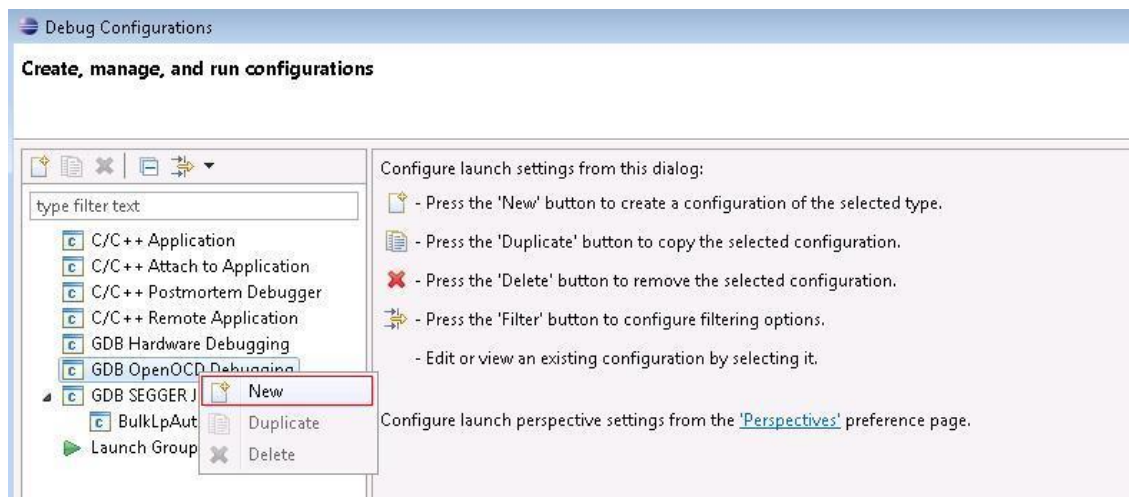 Debug Configurations
Create, manage, and run configurations
type filter text
C/C++ Application
C/C++ Attach to Application
C/C++ Postmortem Debugger
C/C++ Remote Application
GDB Hardware Debugging
GDB OpenOCD Debugging
GDB SEGGER J
BulkLpAut
Launch Group
New
Duplicate
Delete
Configure launch settings from this dialog:
- Press the 'New' button to create a configuration of the selected type.
- Press the 'Duplicate' button to copy the selected configuration.
- Press the 'Delete' button to remove the selected configuration.
- Press the 'Filter' button to configure filtering options.
- Edit or view an existing configuration by selecting it.
Configure launch perspective settings from the 'Perspectives' preference page.